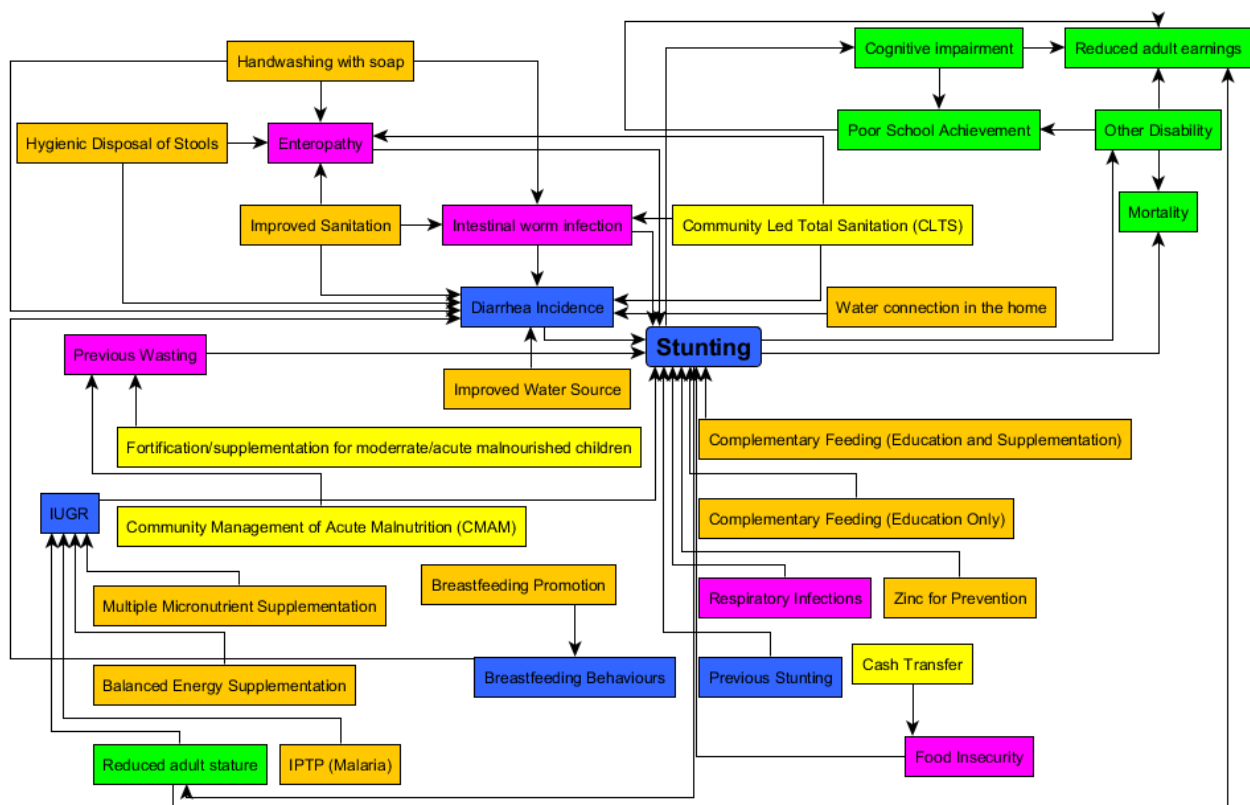 Handwashing with soap
Cognitive impairment
Reduced adult earnings
Hygienic Disposal of Stools
Enteropathy
Poor School Achievement
Other Disability
Improved Sanitation
Intestinal worm infection
Community Led Total Sanitation (CLTS)
Mortality
Diarrhea Incidence
Water connection in the home
Previous Wasting
Stunting
Improved Water Source
Fortification/supplementation for moderrate/acute malnourished children
Complementary Feeding (Education and Supplementation)
IUGR
Community Management of Acute Malnutrition (CMAM)
Complementary Feeding (Education Only)
Multiple Micronutrient Supplementation
Breastfeeding Promotion
Respiratory Infections
Zinc for Prevention
Balanced Energy Supplementation
Breastfeeding Behaviours
Previous Stunting
Cash Transfer
Reduced adult stature
IPTP (Malaria)
Food Insecurity